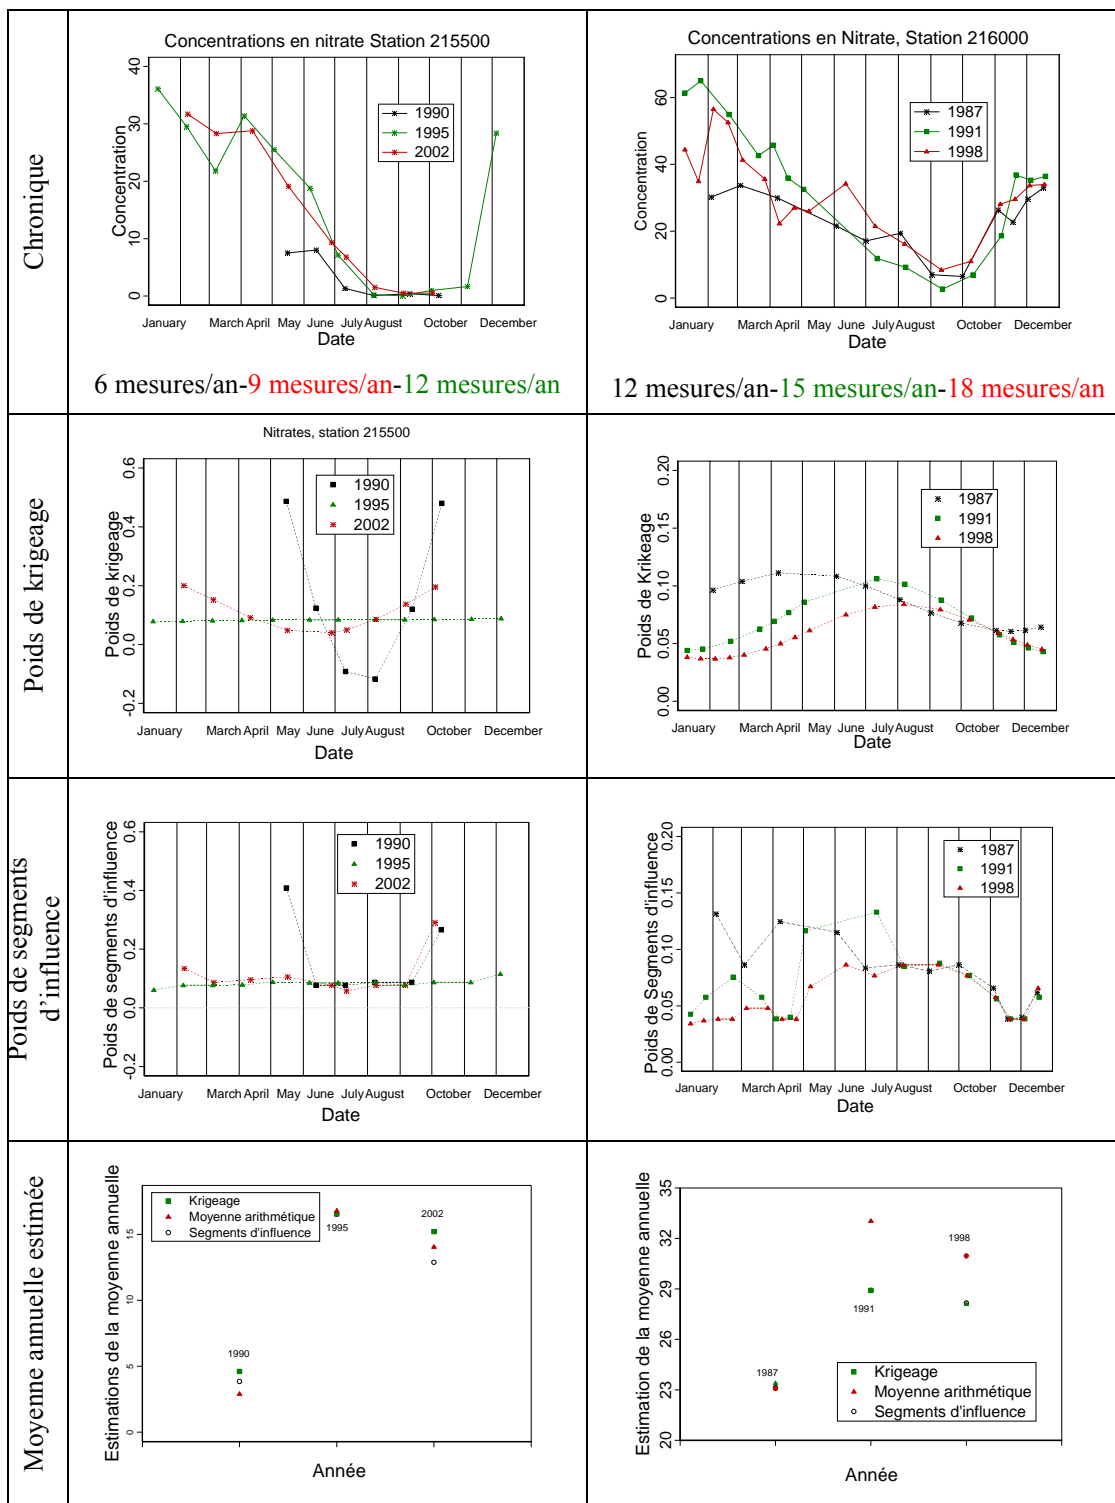 Chronique
Concentrations en nitrate Station 215500
Concentration
40
30
20
10
0
1990
1995
2002
January March April May June July August October December
Date
6 mesures/an-9 mesures/an-12 mesures/an
Concentrations en Nitrate, Station 216000
Concentration
60
40
20
0
1987
1991
1998
January March April May June July August October December
Date
12 mesures/an-15 mesures/an-18 mesures/an
Poids de krigeage
Nitrates, station 215500
Poids de krigeage
0.6
0.4
0.2
0.0
-0.2
1990
1995
2002
January March April May June July August October December
Date
Poids de Krikeage
0.20
0.15
0.10
0.05
0.00
1987
1991
1998
January March April May June July August October December
Date
Poids de segments
d'influence
Poids de segments d'influence
0.6
0.4
0.2
0.0
-0.2
1990
1995
2002
January March April May June July August October December
Date
Poids de Segments d'influence
0.20
0.15
0.10
0.05
0.00
1987
1991
1998
January March April May June July August October December
Date
Moyenne annuelle estimée
Estimations de la moyenne annuelle
15
10
5
0
Krigeage
Moyenne arithmétique
Segments d'influence
1990
1995
2002
Année
Estimation de la moyenne annuelle
35
32
29
26
23
20
1987
1991
1998
Krigeage
Moyenne arithmétique
Segments d'influence
Année